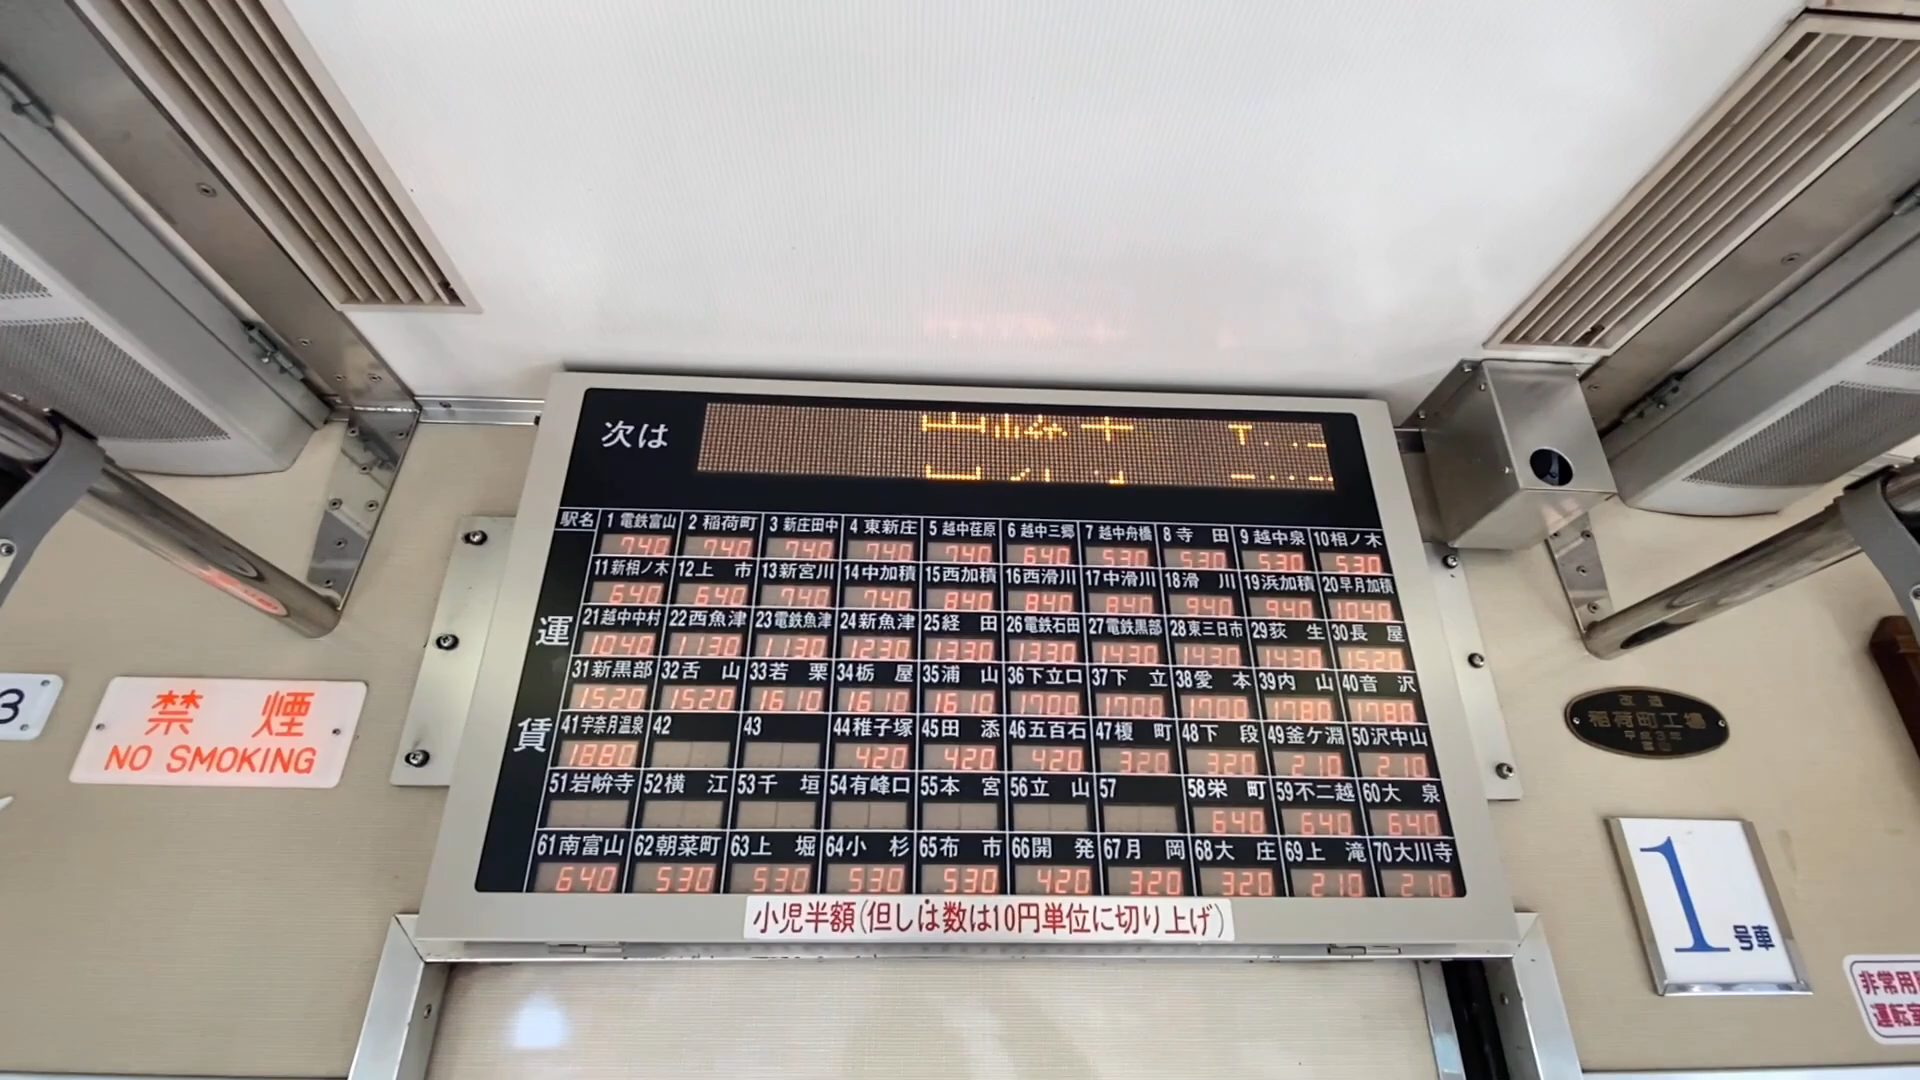 次は
駅名 1 電鉄富山 2 稲荷町 3 新庄田中 4 東新庄 5 越中荏原 6 越中三郷 7 越中舟橋 8 寺田 9 越中泉 10 相ノ木
740 740 740 740 740 640 530 530 530 530
11 新相ノ木 12 上市 13 新宮川 14 中加積 15 西加積 16 西滑川 17 中滑川 18 滑川 19 浜加積 20 早月加積
640 640 740 740 840 840 840 940 940 1040
21 越中中村 22 西魚津 23 電鉄魚津 24 新魚津 25 経田 26 電鉄石田 27 電鉄黒部 28 東三日市 29 荻生 30 長屋
1040 1130 1130 1230 1330 1330 1430 1430 1430 1520
31 新黒部 32 舌山 33 若栗 34 栃屋 35 浦山 36 下立口 37 下立 38 愛本 39 内山 40 音沢
1520 1520 1610 1610 1610 1700 1700 1700 1780 1780
41 宇奈月温泉 42 43 44 稚子塚 45 田添 46 五百石 47 榎町 48 下段 49 釜ケ淵 50 沢中山
1880 420 420 420 320 320 210 210
51 岩峅寺 52 横江 53 千垣 54 有峰口 55 本宮 56 立山 57 58 栄町 59 不二越 60 大泉
640 640 640
61 南富山 62 朝菜町 63 上堀 64 小杉 65 布市 66 開発 67 月岡 68 大庄 69 上滝 70 大川寺
640 530 530 530 530 420 320 320 210 210
運賃
小児半額(但しは数は10円単位に切り上げ)
3
禁煙
NO SMOKING
改造
稲荷町工場
平成3年
富山
1号車
非常用
運転室